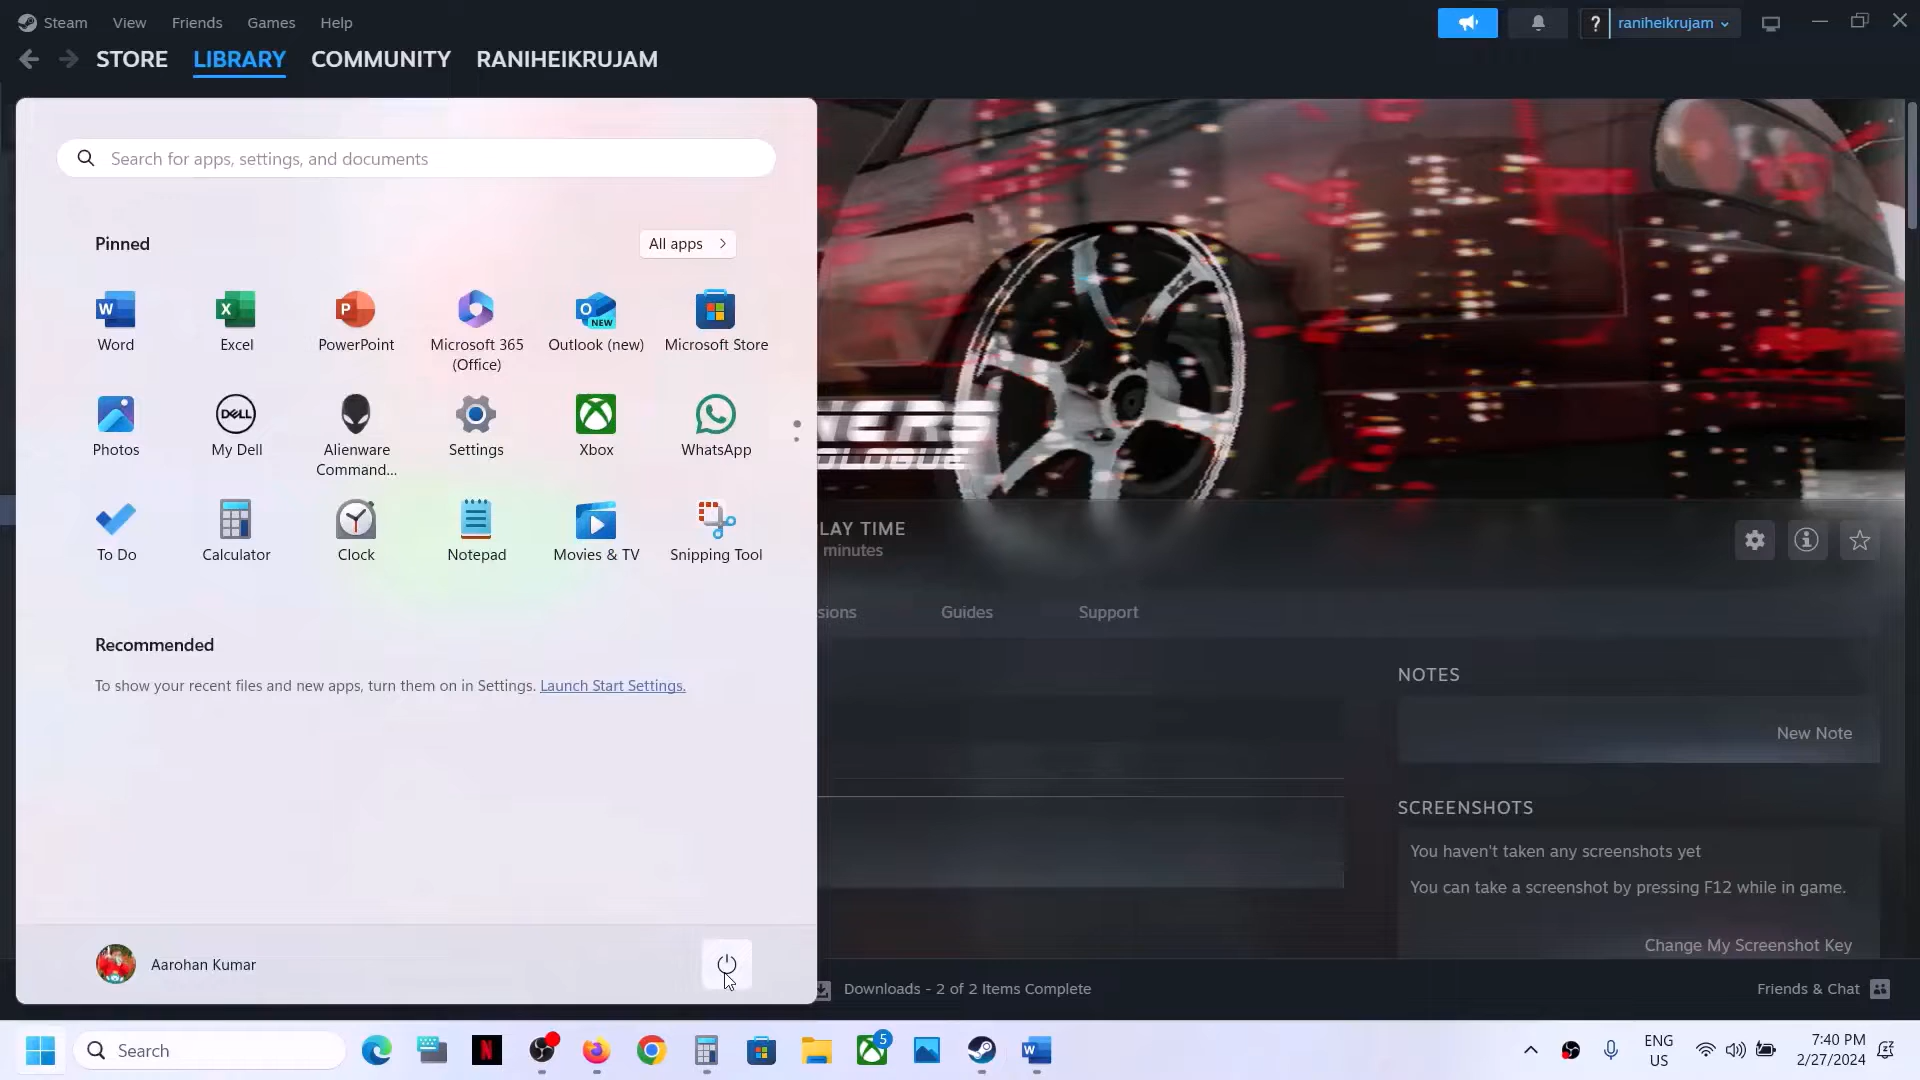 Steam View Friends Games Help
raniheikrujam
STORE LIBRARY COMMUNITY RANIHEIKRUJAM
Search for apps, settings, and documents
Pinned
All apps
Word
Excel
PowerPoint
Microsoft 365
(Office)
Outlook (new)
NEW
Microsoft Store
Photos
DELL
My Dell
Alienware
Command...
Settings
Xbox
WhatsApp
To Do
Calculator
Clock
Notepad
Movies & TV
Snipping Tool
Recommended
To show your recent files and new apps, turn them on in Settings. Launch Start Settings.
Aarohan Kumar
LAY TIME
minutes
sions
Guides
Support
NOTES
New Note
SCREENSHOTS
You haven't taken any screenshots yet
You can take a screenshot by pressing F12 while in game.
Change My Screenshot Key
Downloads - 2 of 2 Items Complete
Friends & Chat
Search
5
ENG
US
7:40 PM
2/27/2024